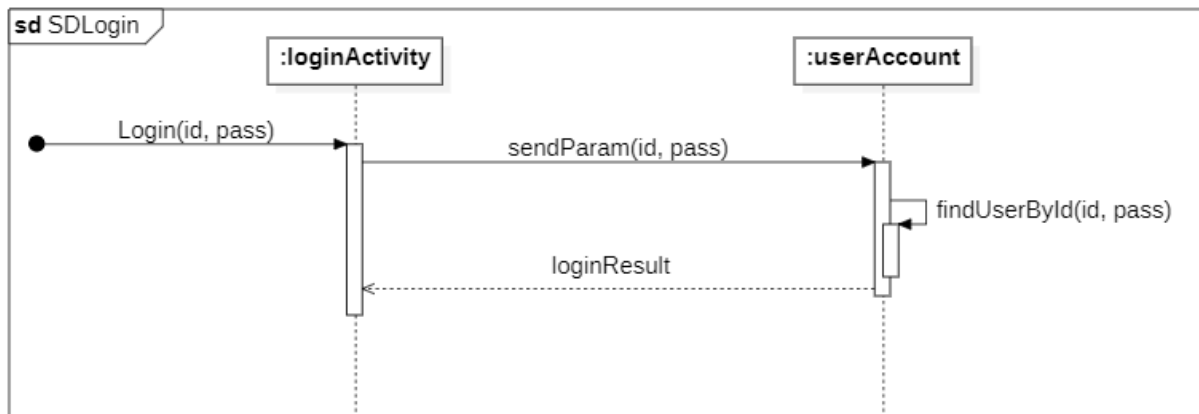 sd SDLogin
:loginActivity
:userAccount
Login(id, pass)
sendParam(id, pass)
findUserById(id, pass)
loginResult